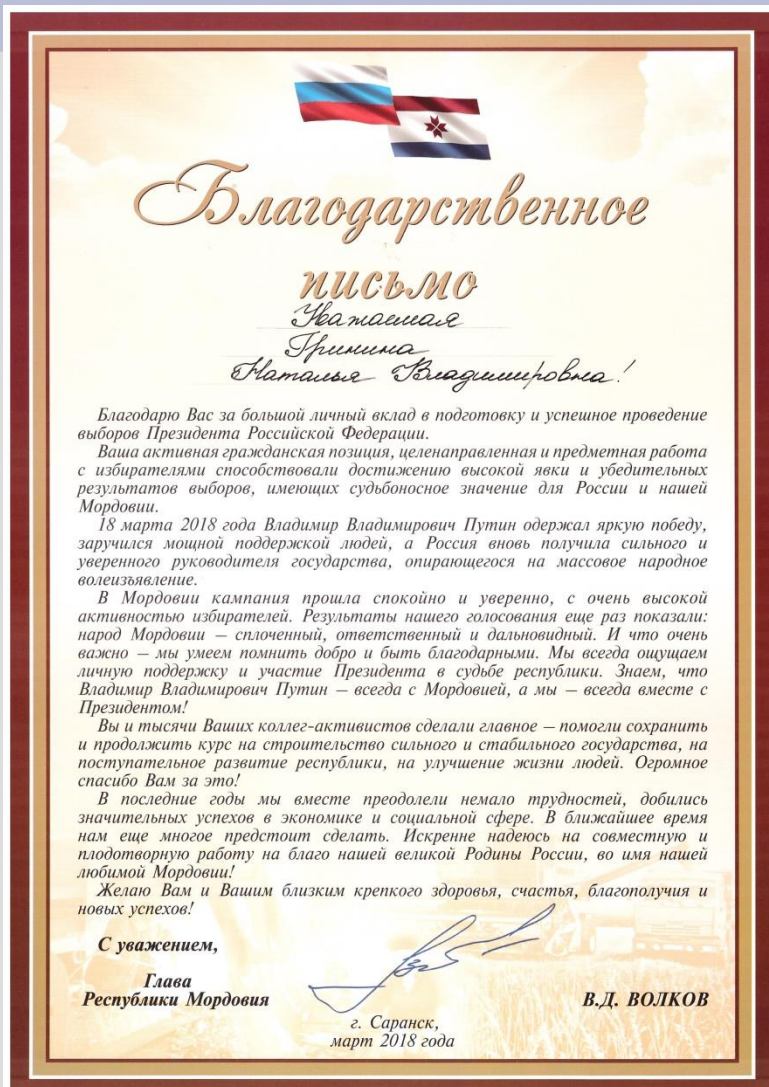 Благодарственное
письмо
Уважаемая
Гринина
Наталья Владимировна!
Благодарю Вас за большой личный вклад в подготовку и успешное проведение
выборов Президента Российской Федерации.
Ваша активная гражданская позиция, целенаправленная и предметная работа
с избирателями способствовали достижению высокой явки и убедительных
результатов выборов, имеющих судьбоносное значение для России и нашей
Мордовии.
18 марта 2018 года Владимир Владимирович Путин одержал яркую победу,
заручился мощной поддержкой людей, а Россия вновь получила сильного и
уверенного руководителя государства, опирающегося на массовое народное
волеизъявление.
В Мордовии кампания прошла спокойно и уверенно, с очень высокой
активностью избирателей. Результаты нашего голосования еще раз показали:
народ Мордовии – сплоченный, ответственный и дальновидный. И что очень
важно – мы умеем помнить добро и быть благодарными. Мы всегда ощущаем
личную поддержку и участие Президента в судьбе республики. Знаем, что
Владимир Владимирович Путин – всегда с Мордовией, а мы – всегда вместе с
Президентом!
Вы и тысячи Ваших коллег-активистов сделали главное – помогли сохранить
и продолжить курс на строительство сильного и стабильного государства, на
поступательное развитие республики, на улучшение жизни людей. Огромное
спасибо Вам за это!
В последние годы мы вместе преодолели немало трудностей, добились
значительных успехов в экономике и социальной сфере. В ближайшее время
нам еще многое предстоит сделать. Искренне надеюсь на совместную и
плодотворную работу на благо нашей великой Родины России, во имя нашей
любимой Мордовии!
Желаю Вам и Вашим близким крепкого здоровья, счастья, благополучия и
новых успехов!
С уважением,
Глава
Республики Мордовия
В.Д. ВОЛКОВ
г. Саранск,
март 2018 года